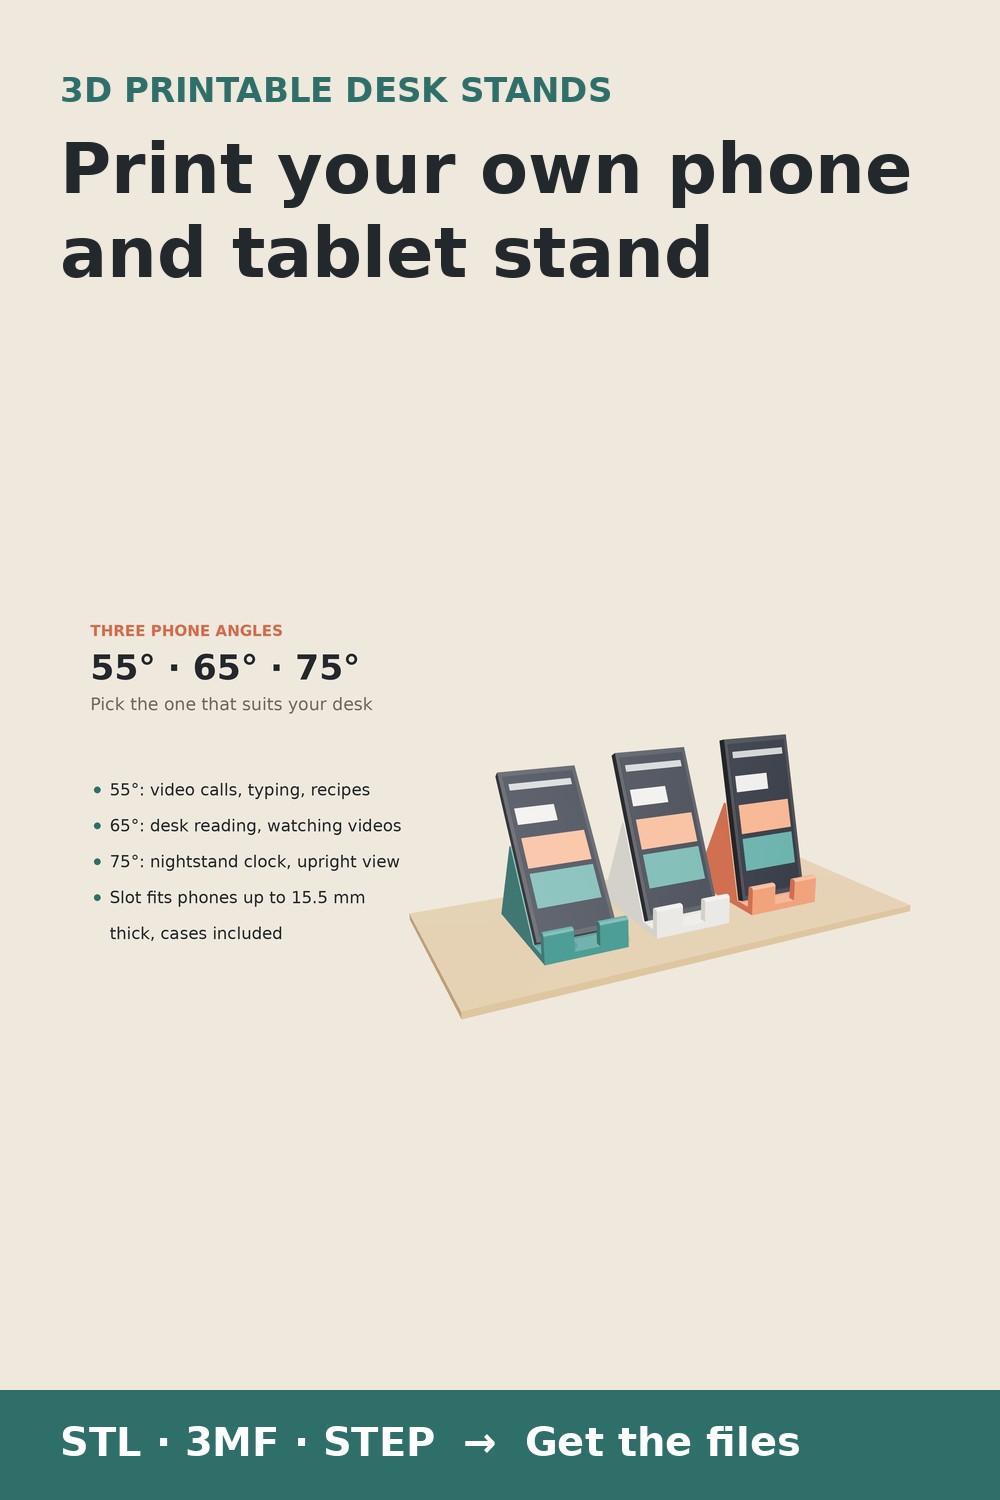 3D PRINTABLE DESK STANDS
Print your own phone
and tablet stand
THREE PHONE ANGLES
55° · 65° · 75°
Pick the one that suits your desk
• 55°: video calls, typing, recipes
• 65°: desk reading, watching videos
• 75°: nightstand clock, upright view
• Slot fits phones up to 15.5 mm
thick, cases included
STL · 3MF · STEP → Get the files